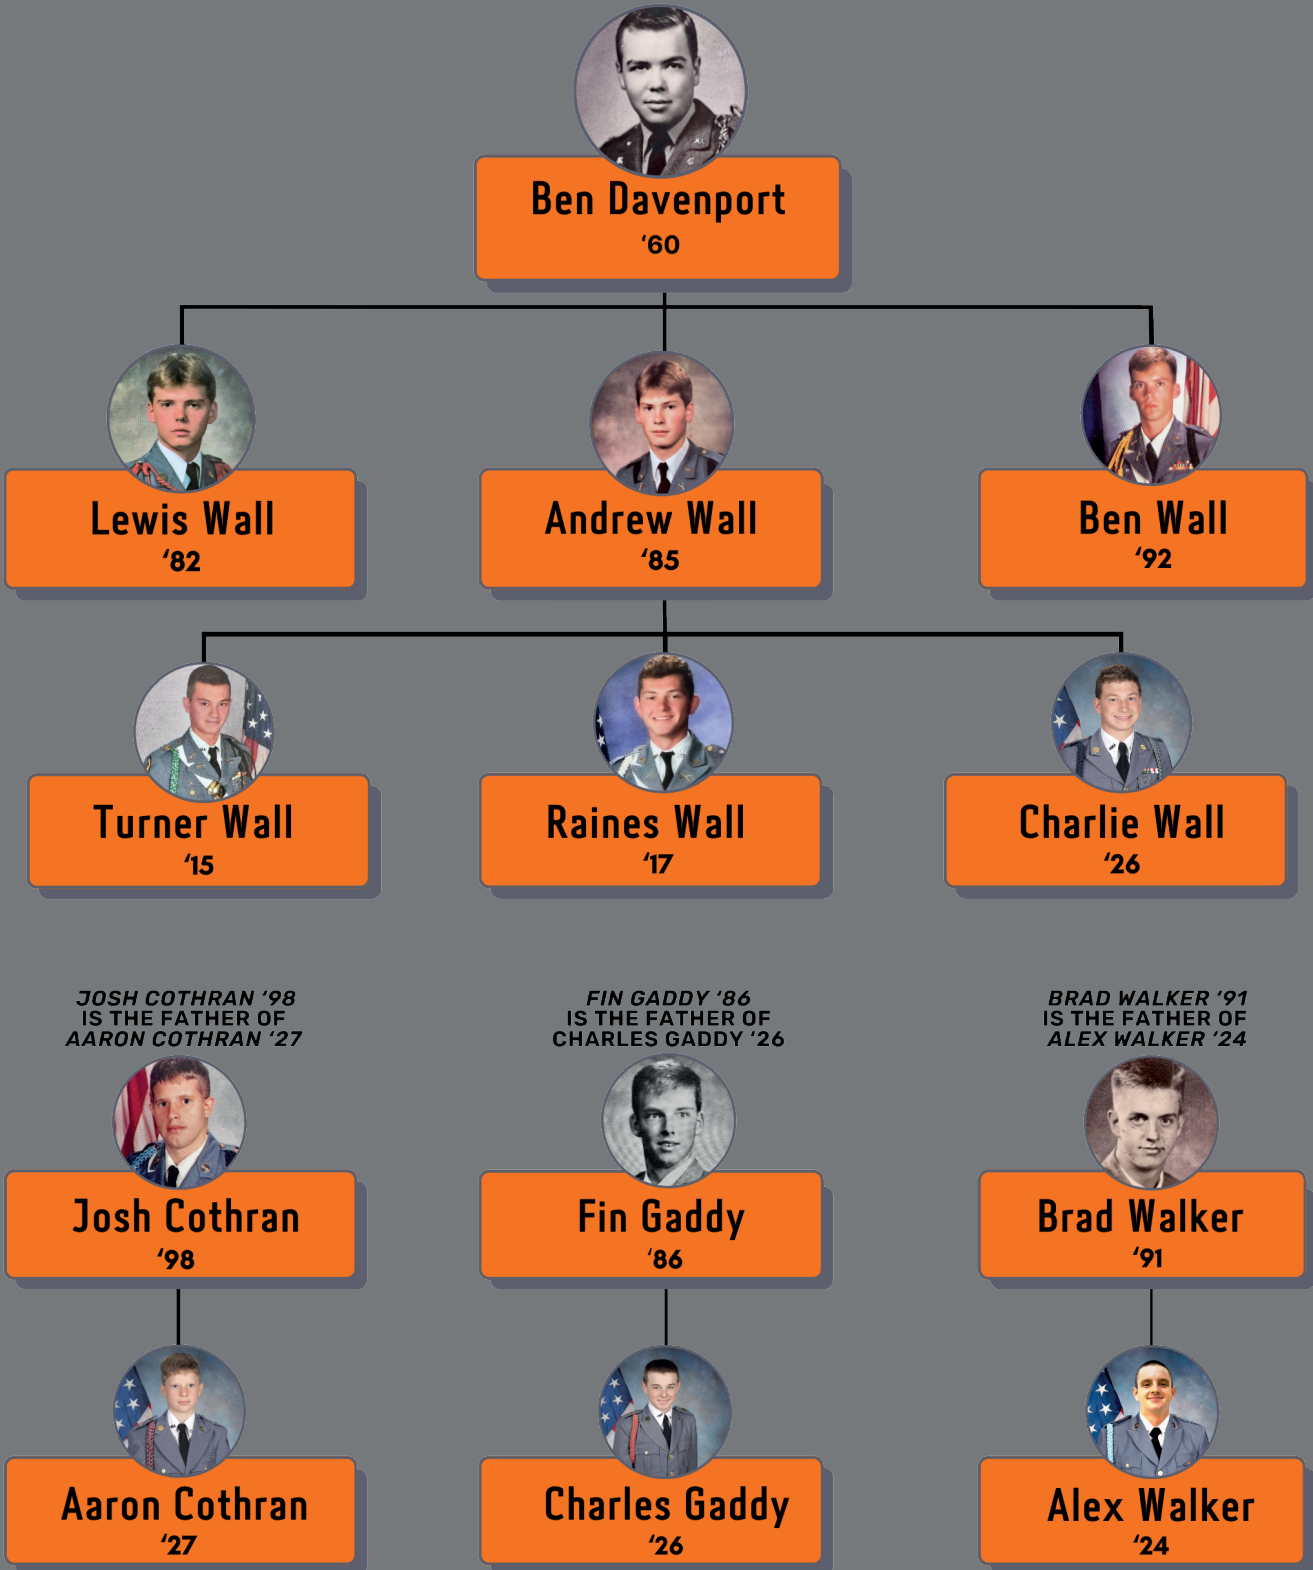 Ben Davenport
‘60
Lewis Wall
‘82
Andrew Wall
‘85
Ben Wall
‘92
Turner Wall
‘15
Raines Wall
‘17
Charlie Wall
‘26
JOSH COTHRAN ‘98
IS THE FATHER OF
AARON COTHRAN ‘27
FIN GADDY ‘86
IS THE FATHER OF
CHARLES GADDY ‘26
BRAD WALKER ‘91
IS THE FATHER OF
ALEX WALKER ‘24
Josh Cothran
‘98
Fin Gaddy
‘86
Brad Walker
‘91
Aaron Cothran
‘27
Charles Gaddy
‘26
Alex Walker
‘24